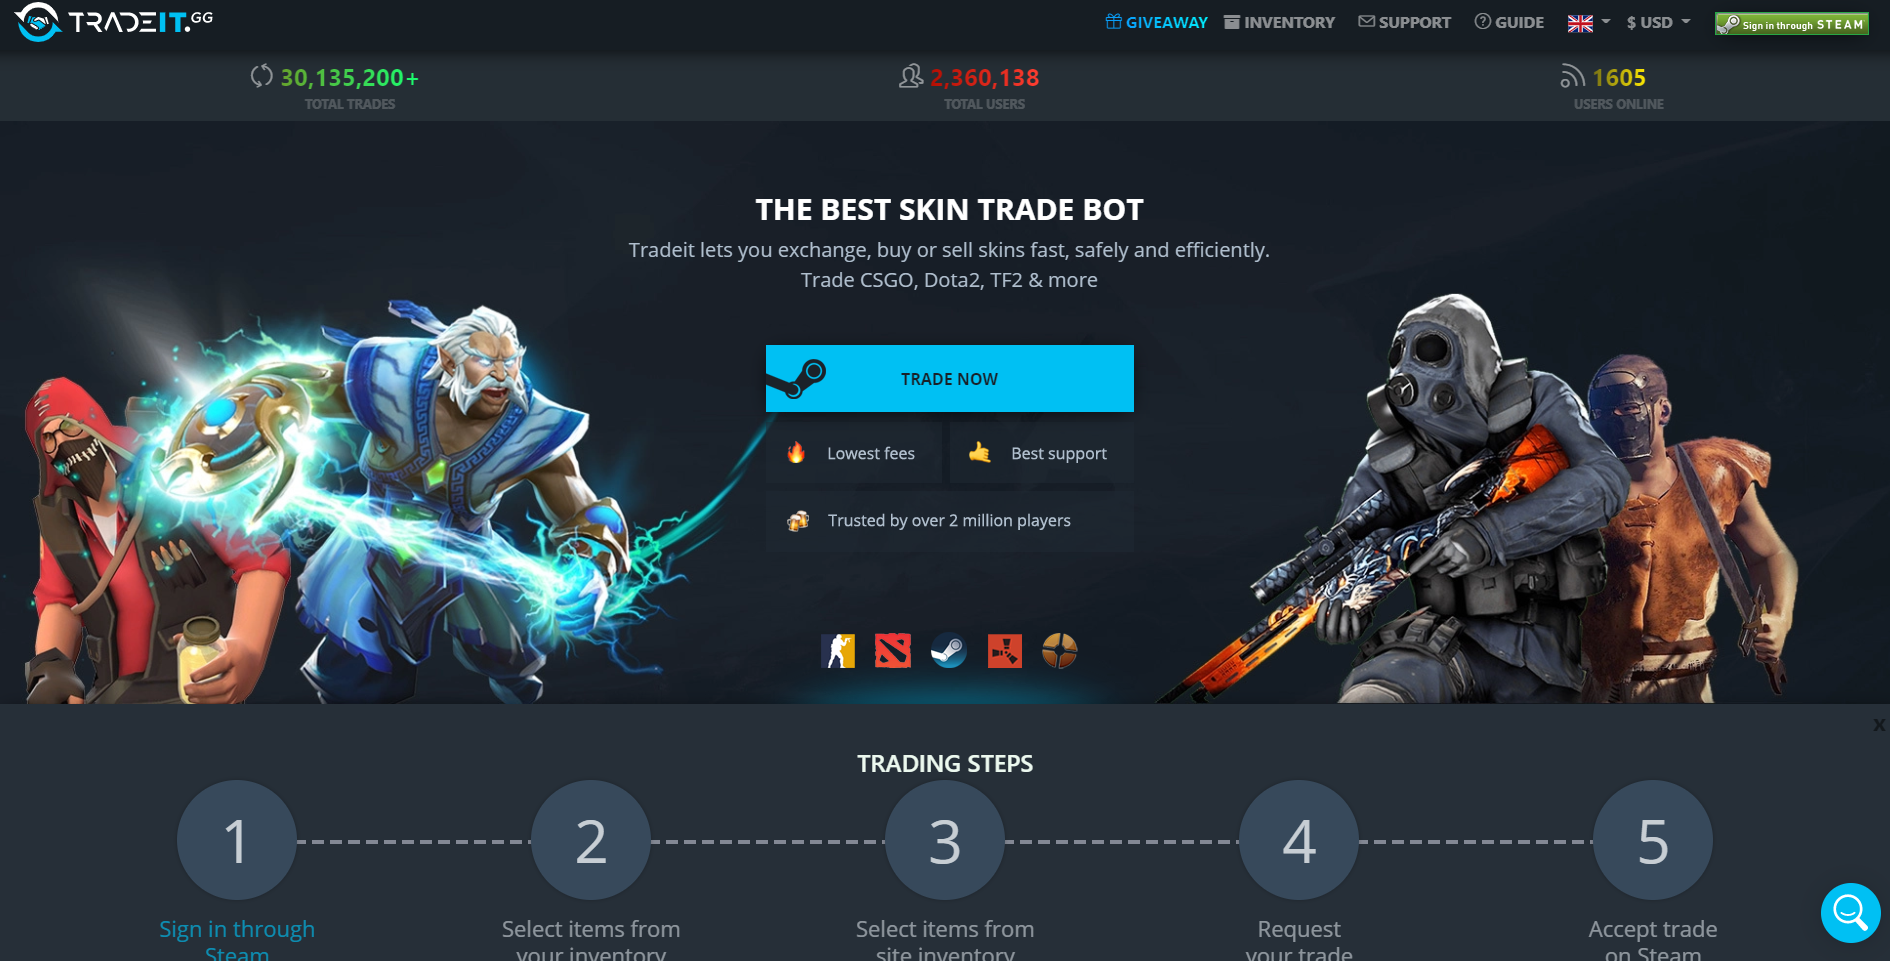 TRADEIT.GG
GIVEAWAY
INVENTORY
SUPPORT
GUIDE
$ USD
Sign in through STEAM
30,135,200+
TOTAL TRADES
2,360,138
TOTAL USERS
1605
USERS ONLINE
THE BEST SKIN TRADE BOT
Tradeit lets you exchange, buy or sell skins fast, safely and efficiently.
Trade CSGO, Dota2, TF2 & more
TRADE NOW
Lowest fees
Best support
Trusted by over 2 million players
X
TRADING STEPS
1
2
3
4
5
Sign in through
Steam
Select items from
your inventory
Select items from
site inventory
Request
your trade
Accept trade
on Steam